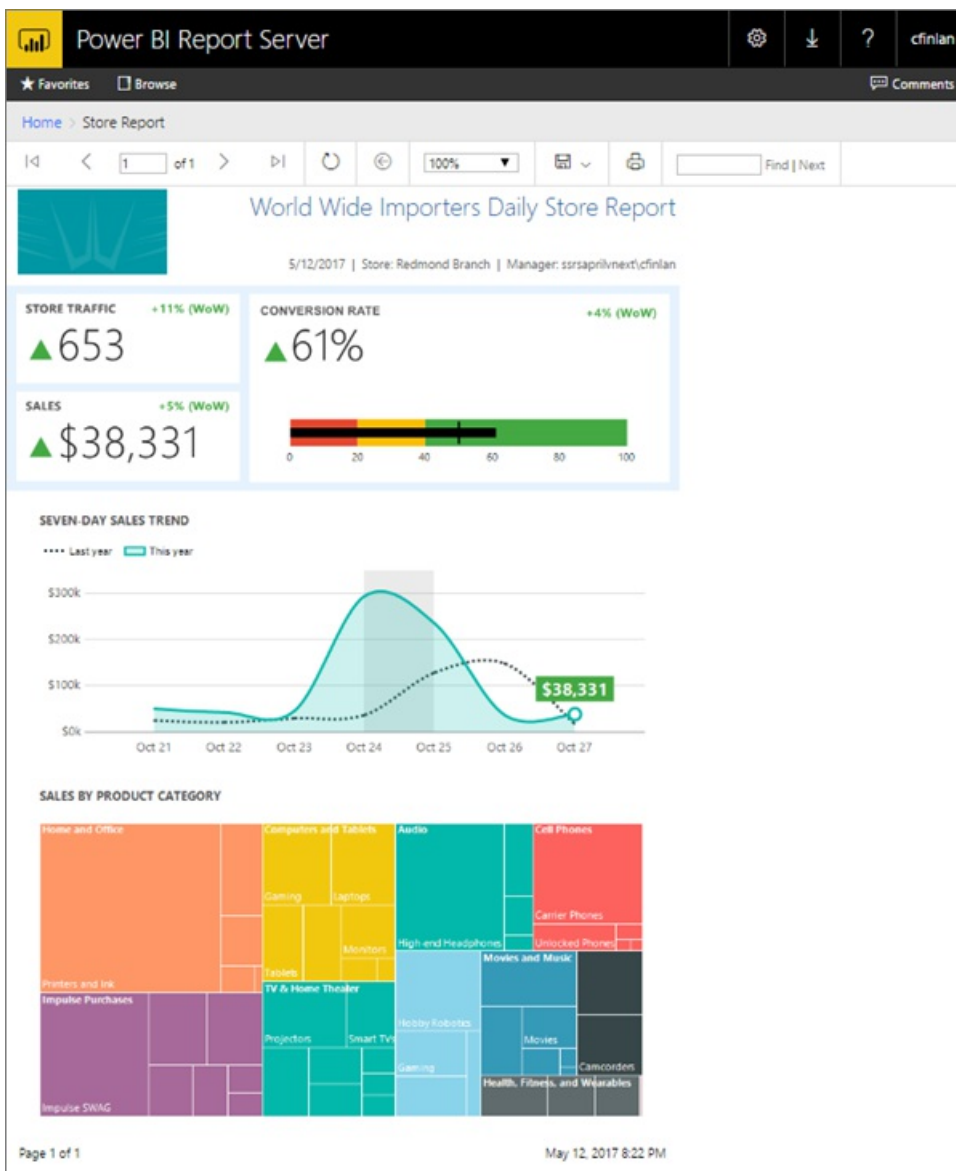 Power BI Report Server
?
cfinlan
★ Favorites Browse
Comments
Home > Store Report
1 of 1
100%
Find | Next
World Wide Importers Daily Store Report
5/12/2017 | Store: Redmond Branch | Manager: ssrsaprilvnext\cfinlan
STORE TRAFFIC +11% (WoW)
▲653
CONVERSION RATE +4% (WoW)
▲61%
SALES +5% (WoW)
▲$38,331
0 20 40 60 80 100
SEVEN-DAY SALES TREND
Last year This year
$300k
$200k
$100k
$38,331
$0k
Oct 21 Oct 22 Oct 23 Oct 24 Oct 25 Oct 26 Oct 27
SALES BY PRODUCT CATEGORY
Home and Office
Printers and Ink
Impulse Purchases
Impulse SWAG
Computers and Tablets
Gaming Laptops
Monitors
Tablets
TV & Home Theater
Projectors Smart TVs
Audio
High-end Headphones
Cell Phones
Carrier Phones
Unlocked Phones
Hobby Robotics
Gaming
Movies and Music
Movies
Camcorders
Health, Fitness, and Wearables
Page 1 of 1 May 12, 2017 8:22 PM